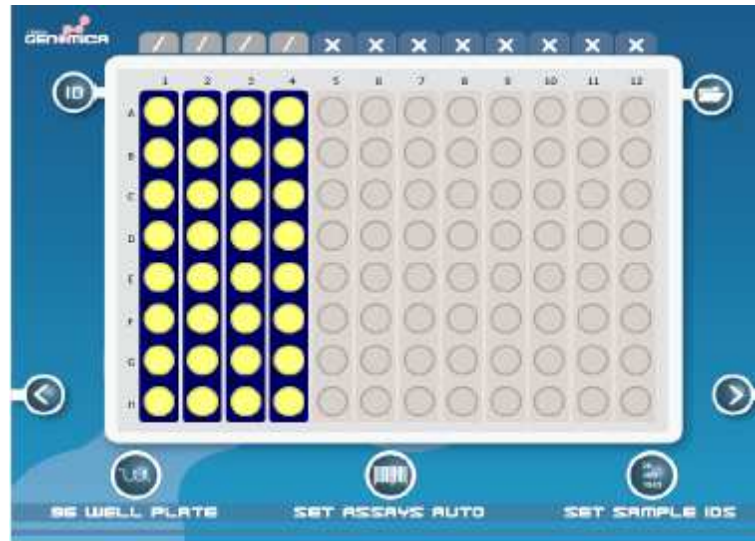 GENOMICA
ID
1 2 3 4 5 6 7 8 9 10 11 12
A
B
C
D
E
F
G
H
96 WELL PLATE
SET ASSAYS AUTO
SET SAMPLE IDS